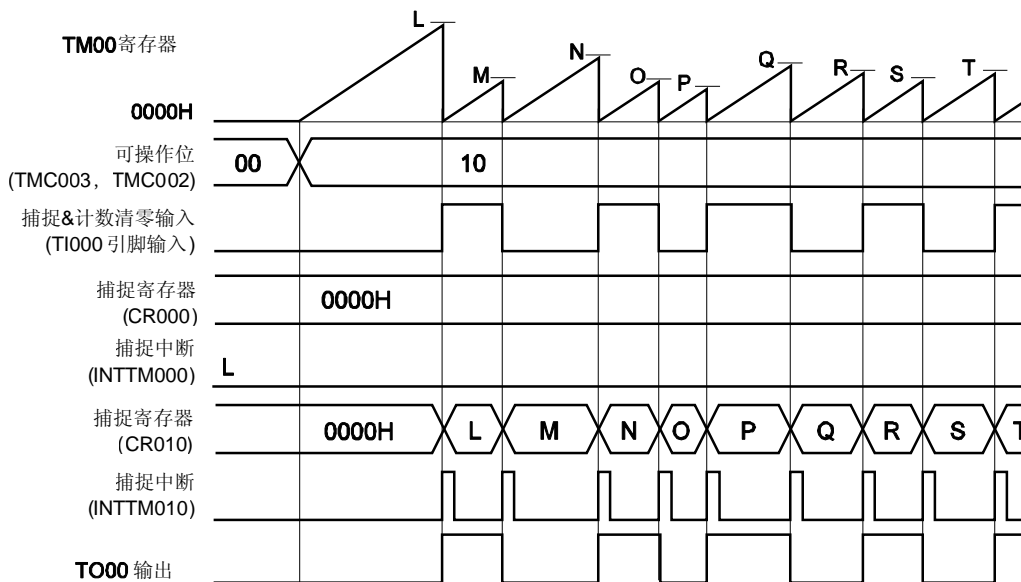 L
TM00寄存器
N
Q
M
O
P
R
S
T
0000H
可操作位
(TMC003，TMC002)
00
10
捕捉&计数清零输入
(TI000引脚输入)
捕捉寄存器
(CR000)
0000H
捕捉中断
(INTTM000)
L
捕捉寄存器
(CR010)
0000H
L
M
N
O
P
Q
R
S
T
捕捉中断
(INTTM010)
TO00 输出